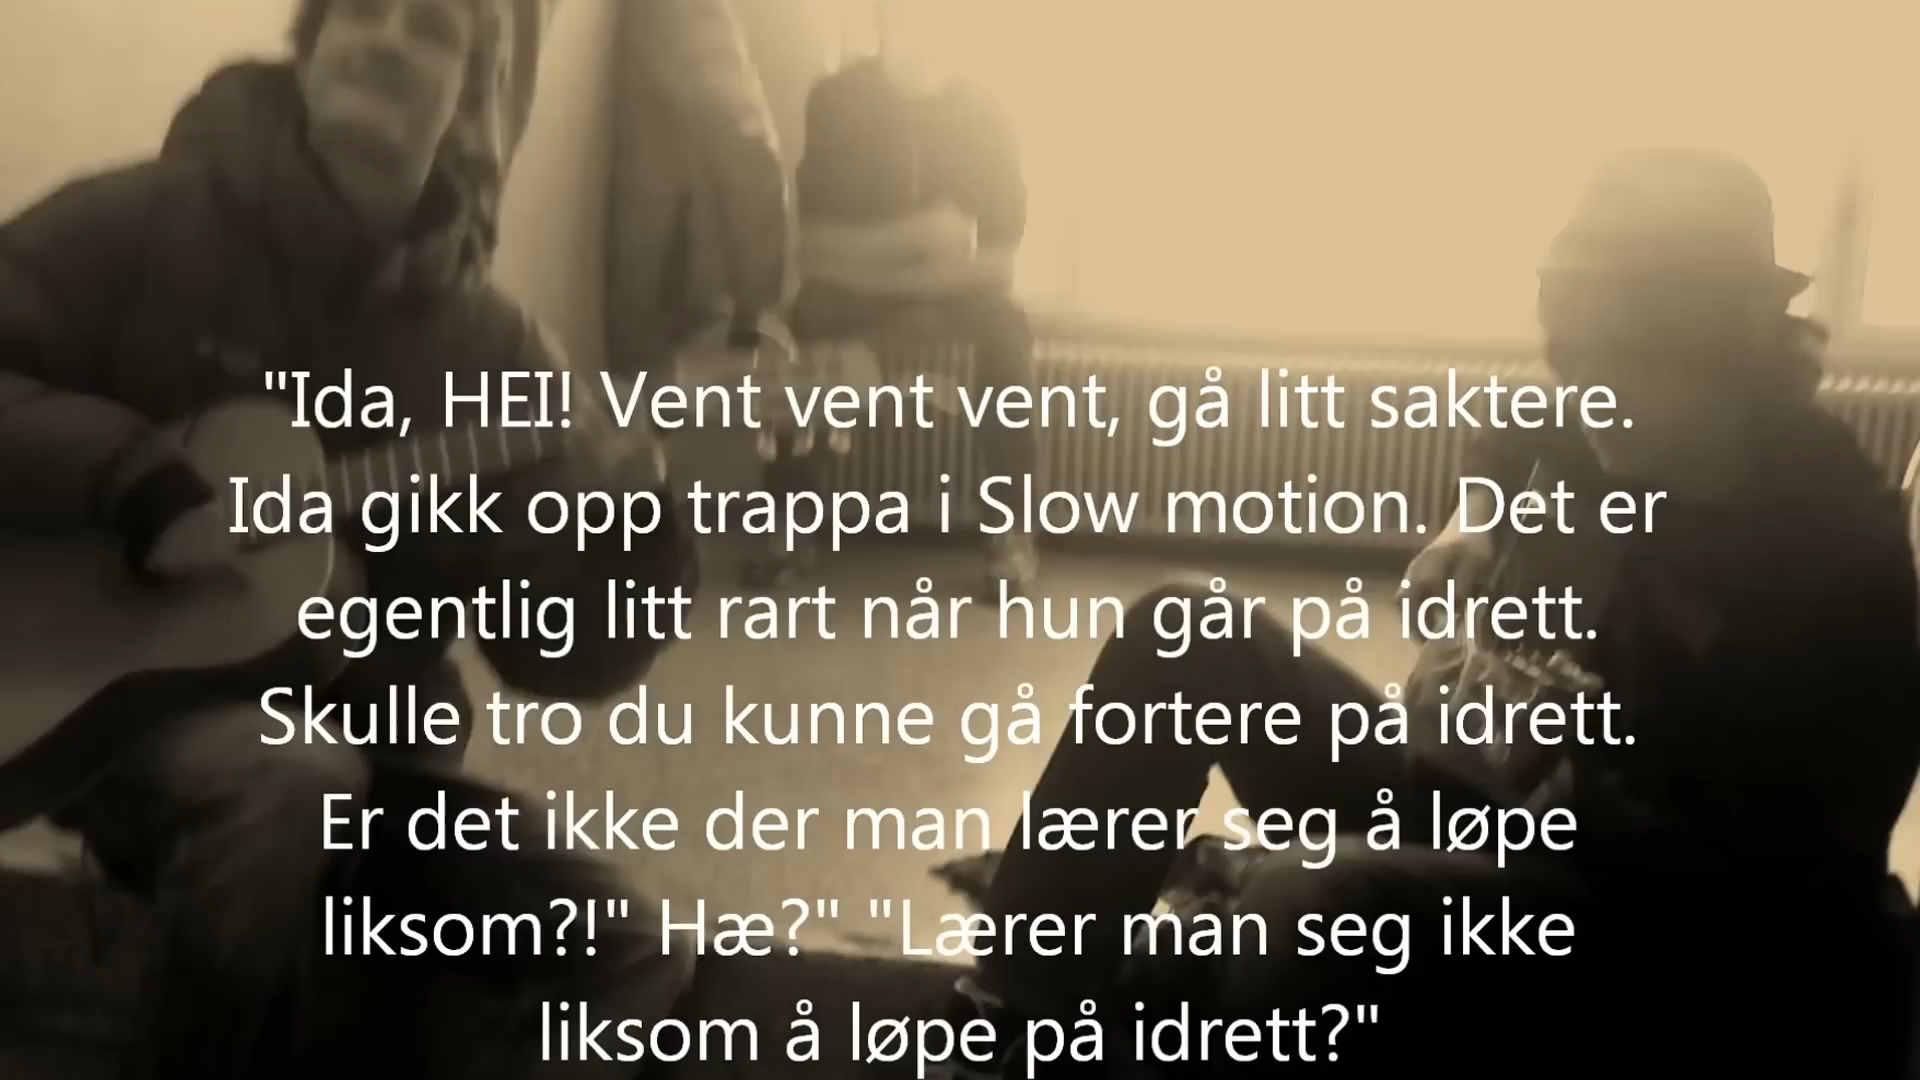 "Ida, HEI! Vent vent vent, gå litt saktere.
Ida gikk opp trappa i Slow motion. Det er
egentlig litt rart når hun går på idrett.
Skulle tro du kunne gå fortere på idrett.
Er det ikke der man lærer seg å løpe
liksom?!" Hæ?" "Lærer man seg ikke
liksom å løpe på idrett?"